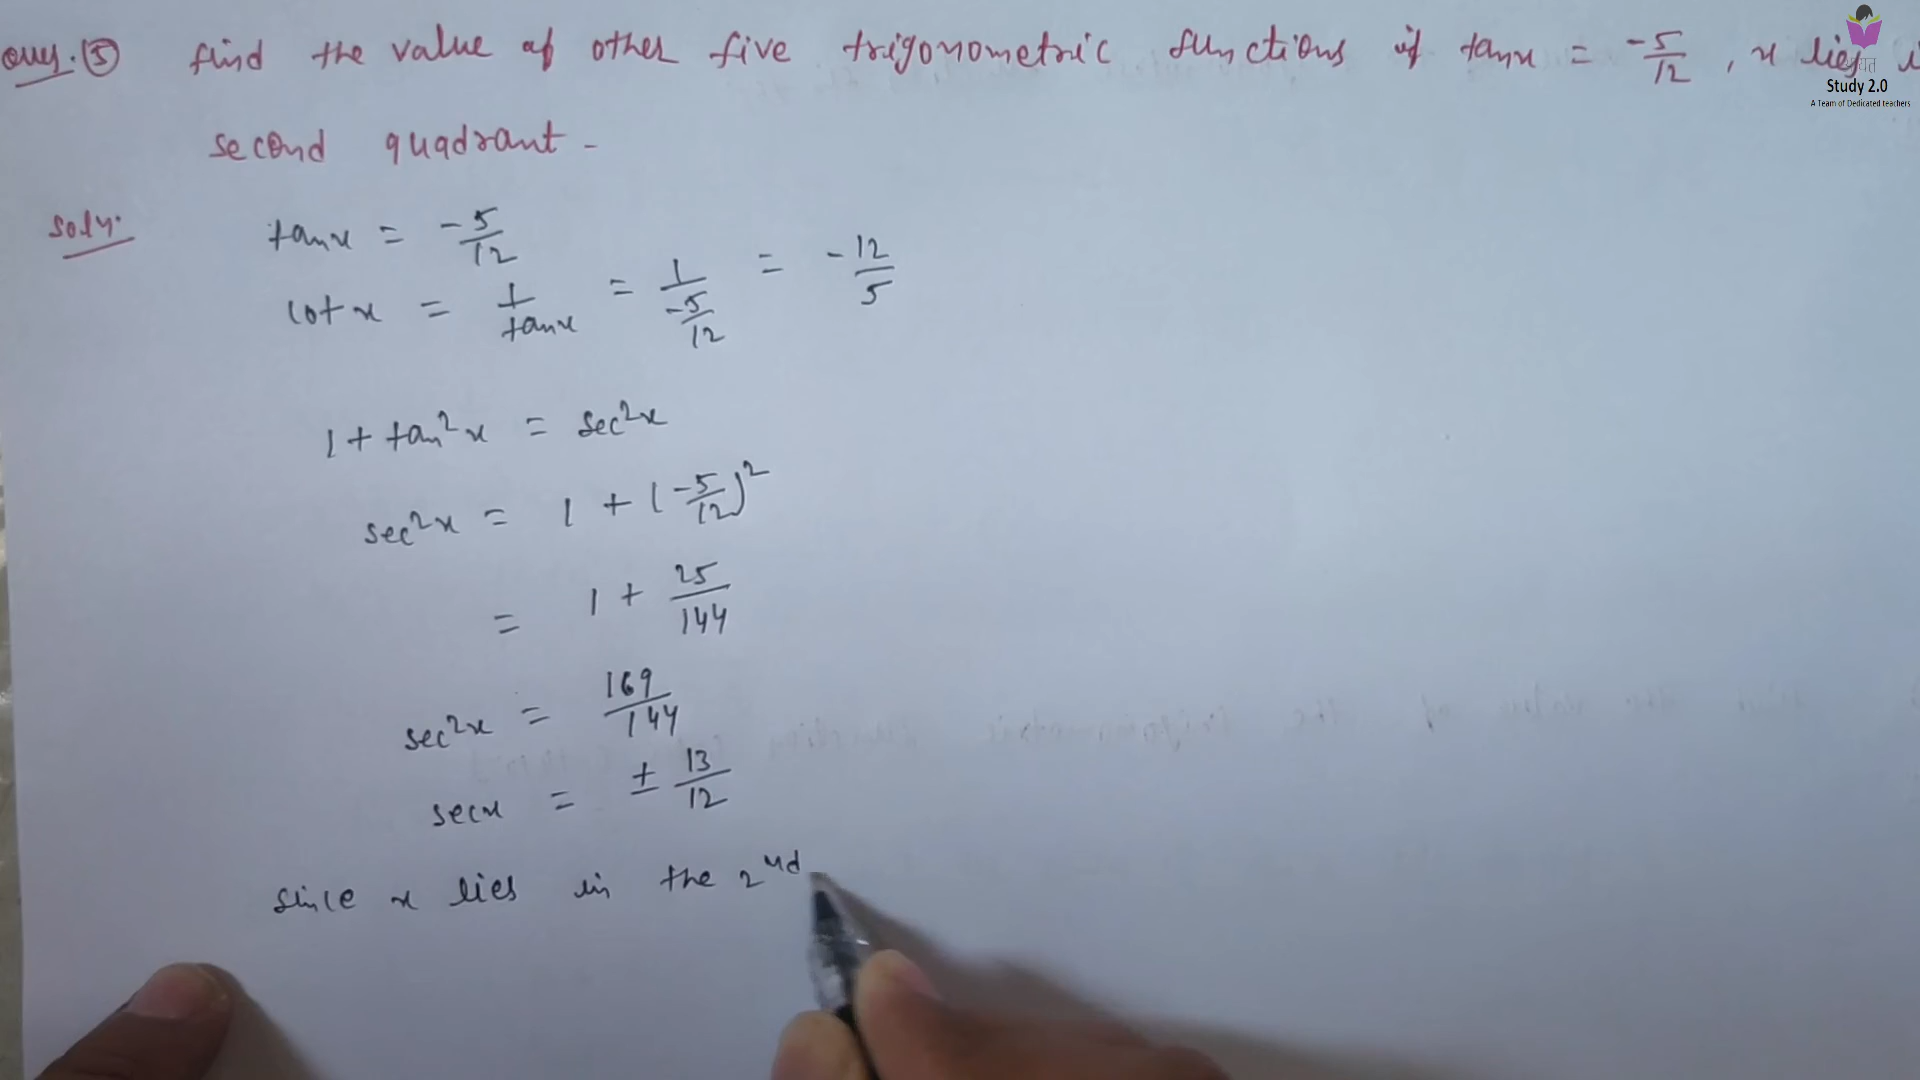 Ques. ⑤ find the value of other five trigonometric functions if tanx = -5/12, x lies i
second quadrant -
Soln. tanx = -5/12
cot x = 1/tanx = 1/(-5/12) = -12/5
1 + tan²x = sec²x
sec²x = 1 + (-5/12)²
= 1 + 25/144
sec²x = 169/144
secx = ± 13/12
since x lies in the 2nd
Study 2.0
A Team of Dedicated teachers